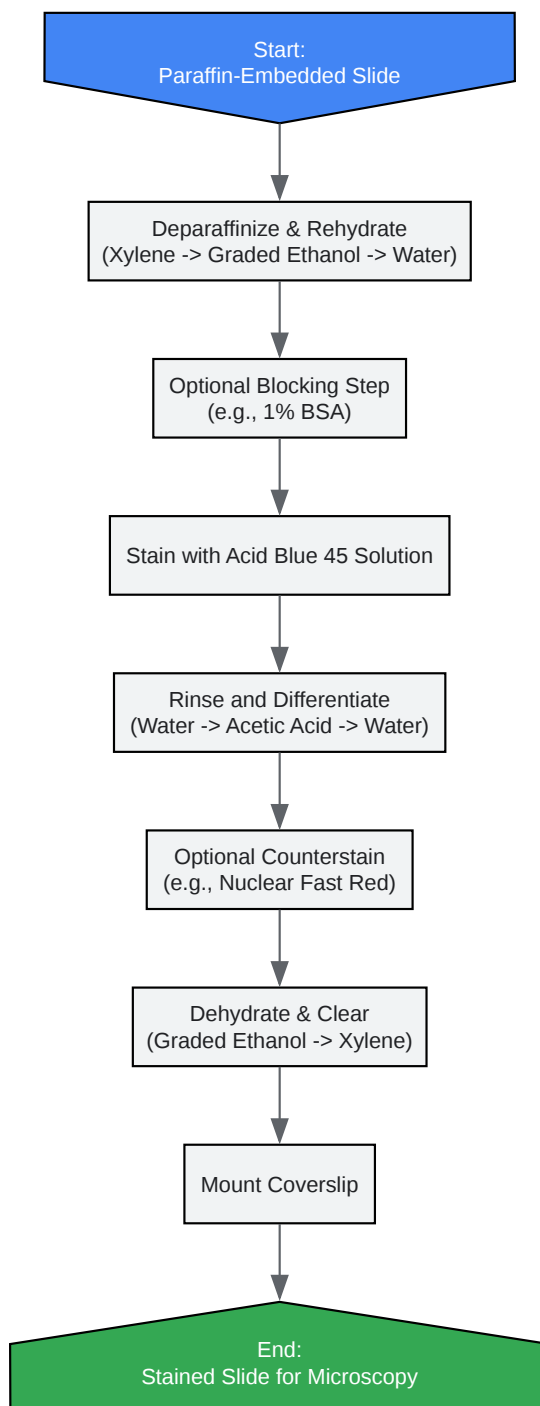 Start:
Paraffin-Embedded Slide
Deparaffinize & Rehydrate
(Xylene -> Graded Ethanol -> Water)
Optional Blocking Step
(e.g., 1% BSA)
Stain with Acid Blue 45 Solution
Rinse and Differentiate
(Water -> Acetic Acid -> Water)
Optional Counterstain
(e.g., Nuclear Fast Red)
Dehydrate & Clear
(Graded Ethanol -> Xylene)
Mount Coverslip
End:
Stained Slide for Microscopy